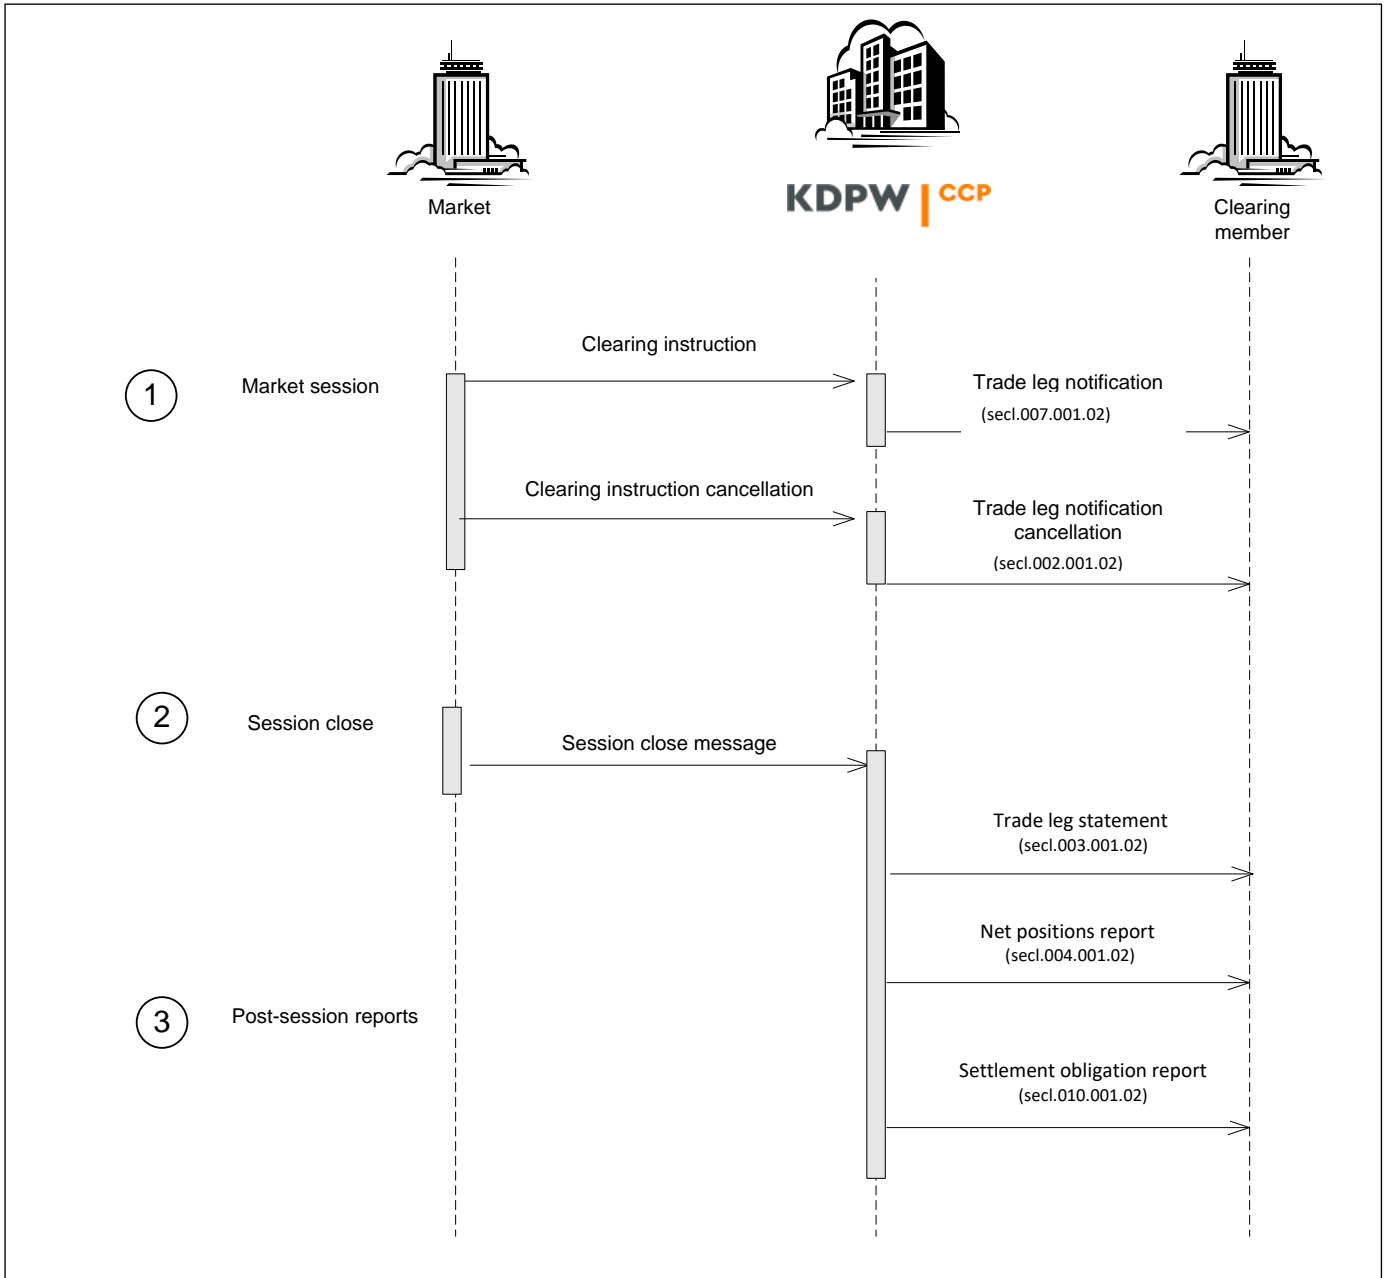 KDPW CCP
Market
Clearing
member
Clearing instruction
1
Market session
Trade leg notification
(secl.007.001.02)
Clearing instruction cancellation
Trade leg notification
cancellation
(secl.002.001.02)
2
Session close
Session close message
Trade leg statement
(secl.003.001.02)
Net positions report
(secl.004.001.02)
3
Post-session reports
Settlement obligation report
(secl.010.001.02)